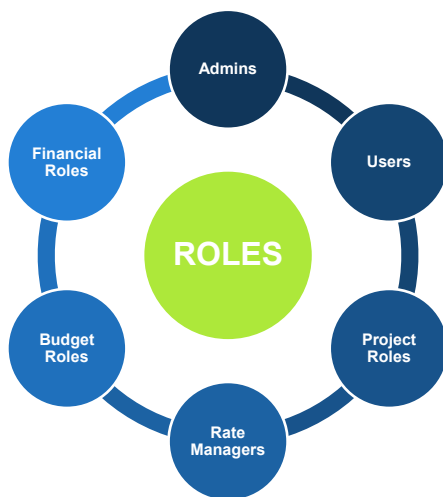 Admins
Financial
Roles
Users
ROLES
Budget
Roles
Project
Roles
Rate
Managers